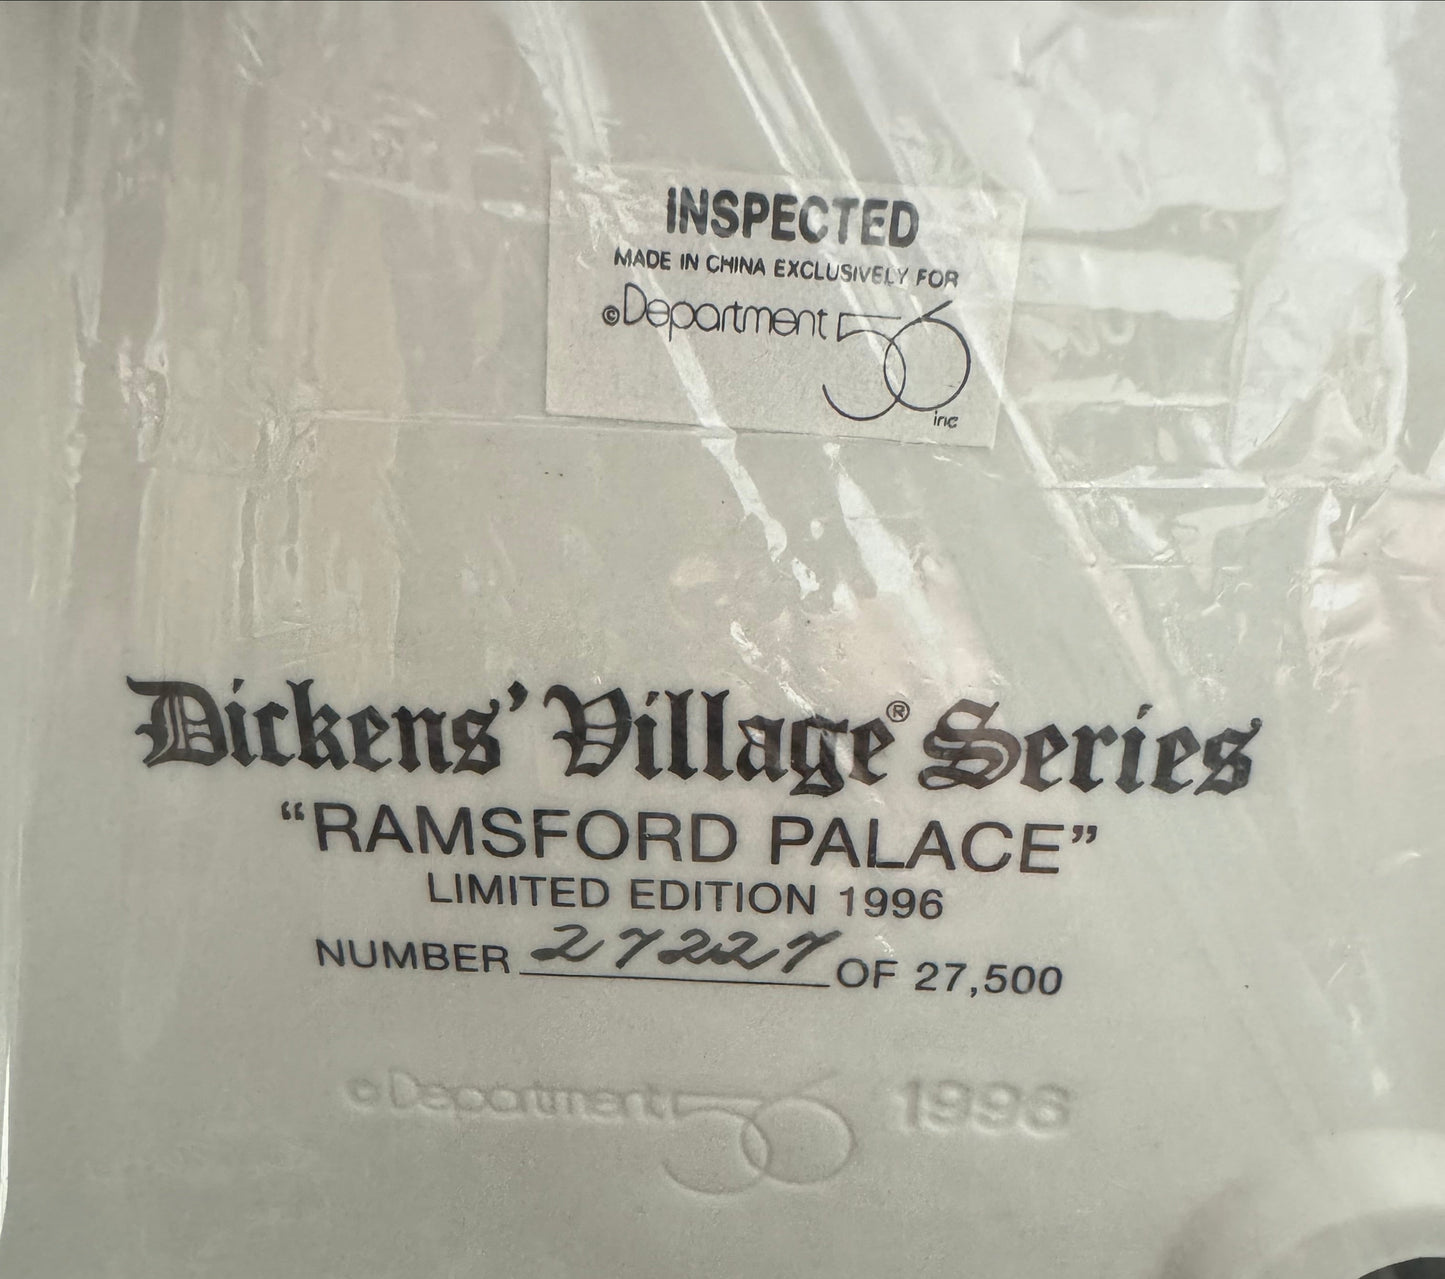 INSPECTED
MADE IN CHINA EXCLUSIVELY FOR
©Department 56
inc
Dickens' Village® Series
“RAMSFORD PALACE”
LIMITED EDITION 1996
NUMBER 27227 OF 27,500
©Department 56 1996